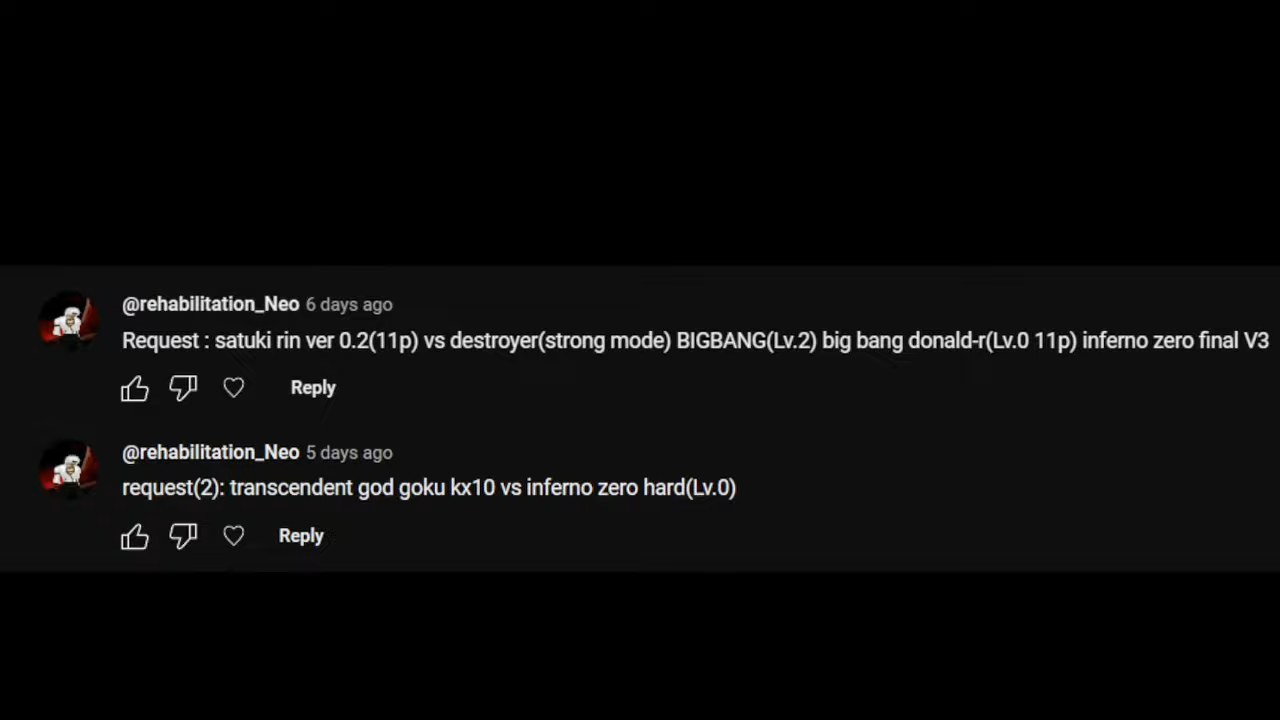 @rehabilitation_Neo 6 days ago
Request : satuki rin ver 0.2(11p) vs destroyer(strong mode) BIGBANG(Lv.2) big bang donald-r(Lv.0 11p) inferno zero final V3
Reply
@rehabilitation_Neo 5 days ago
request(2): transcendent god goku kx10 vs inferno zero hard(Lv.0)
Reply